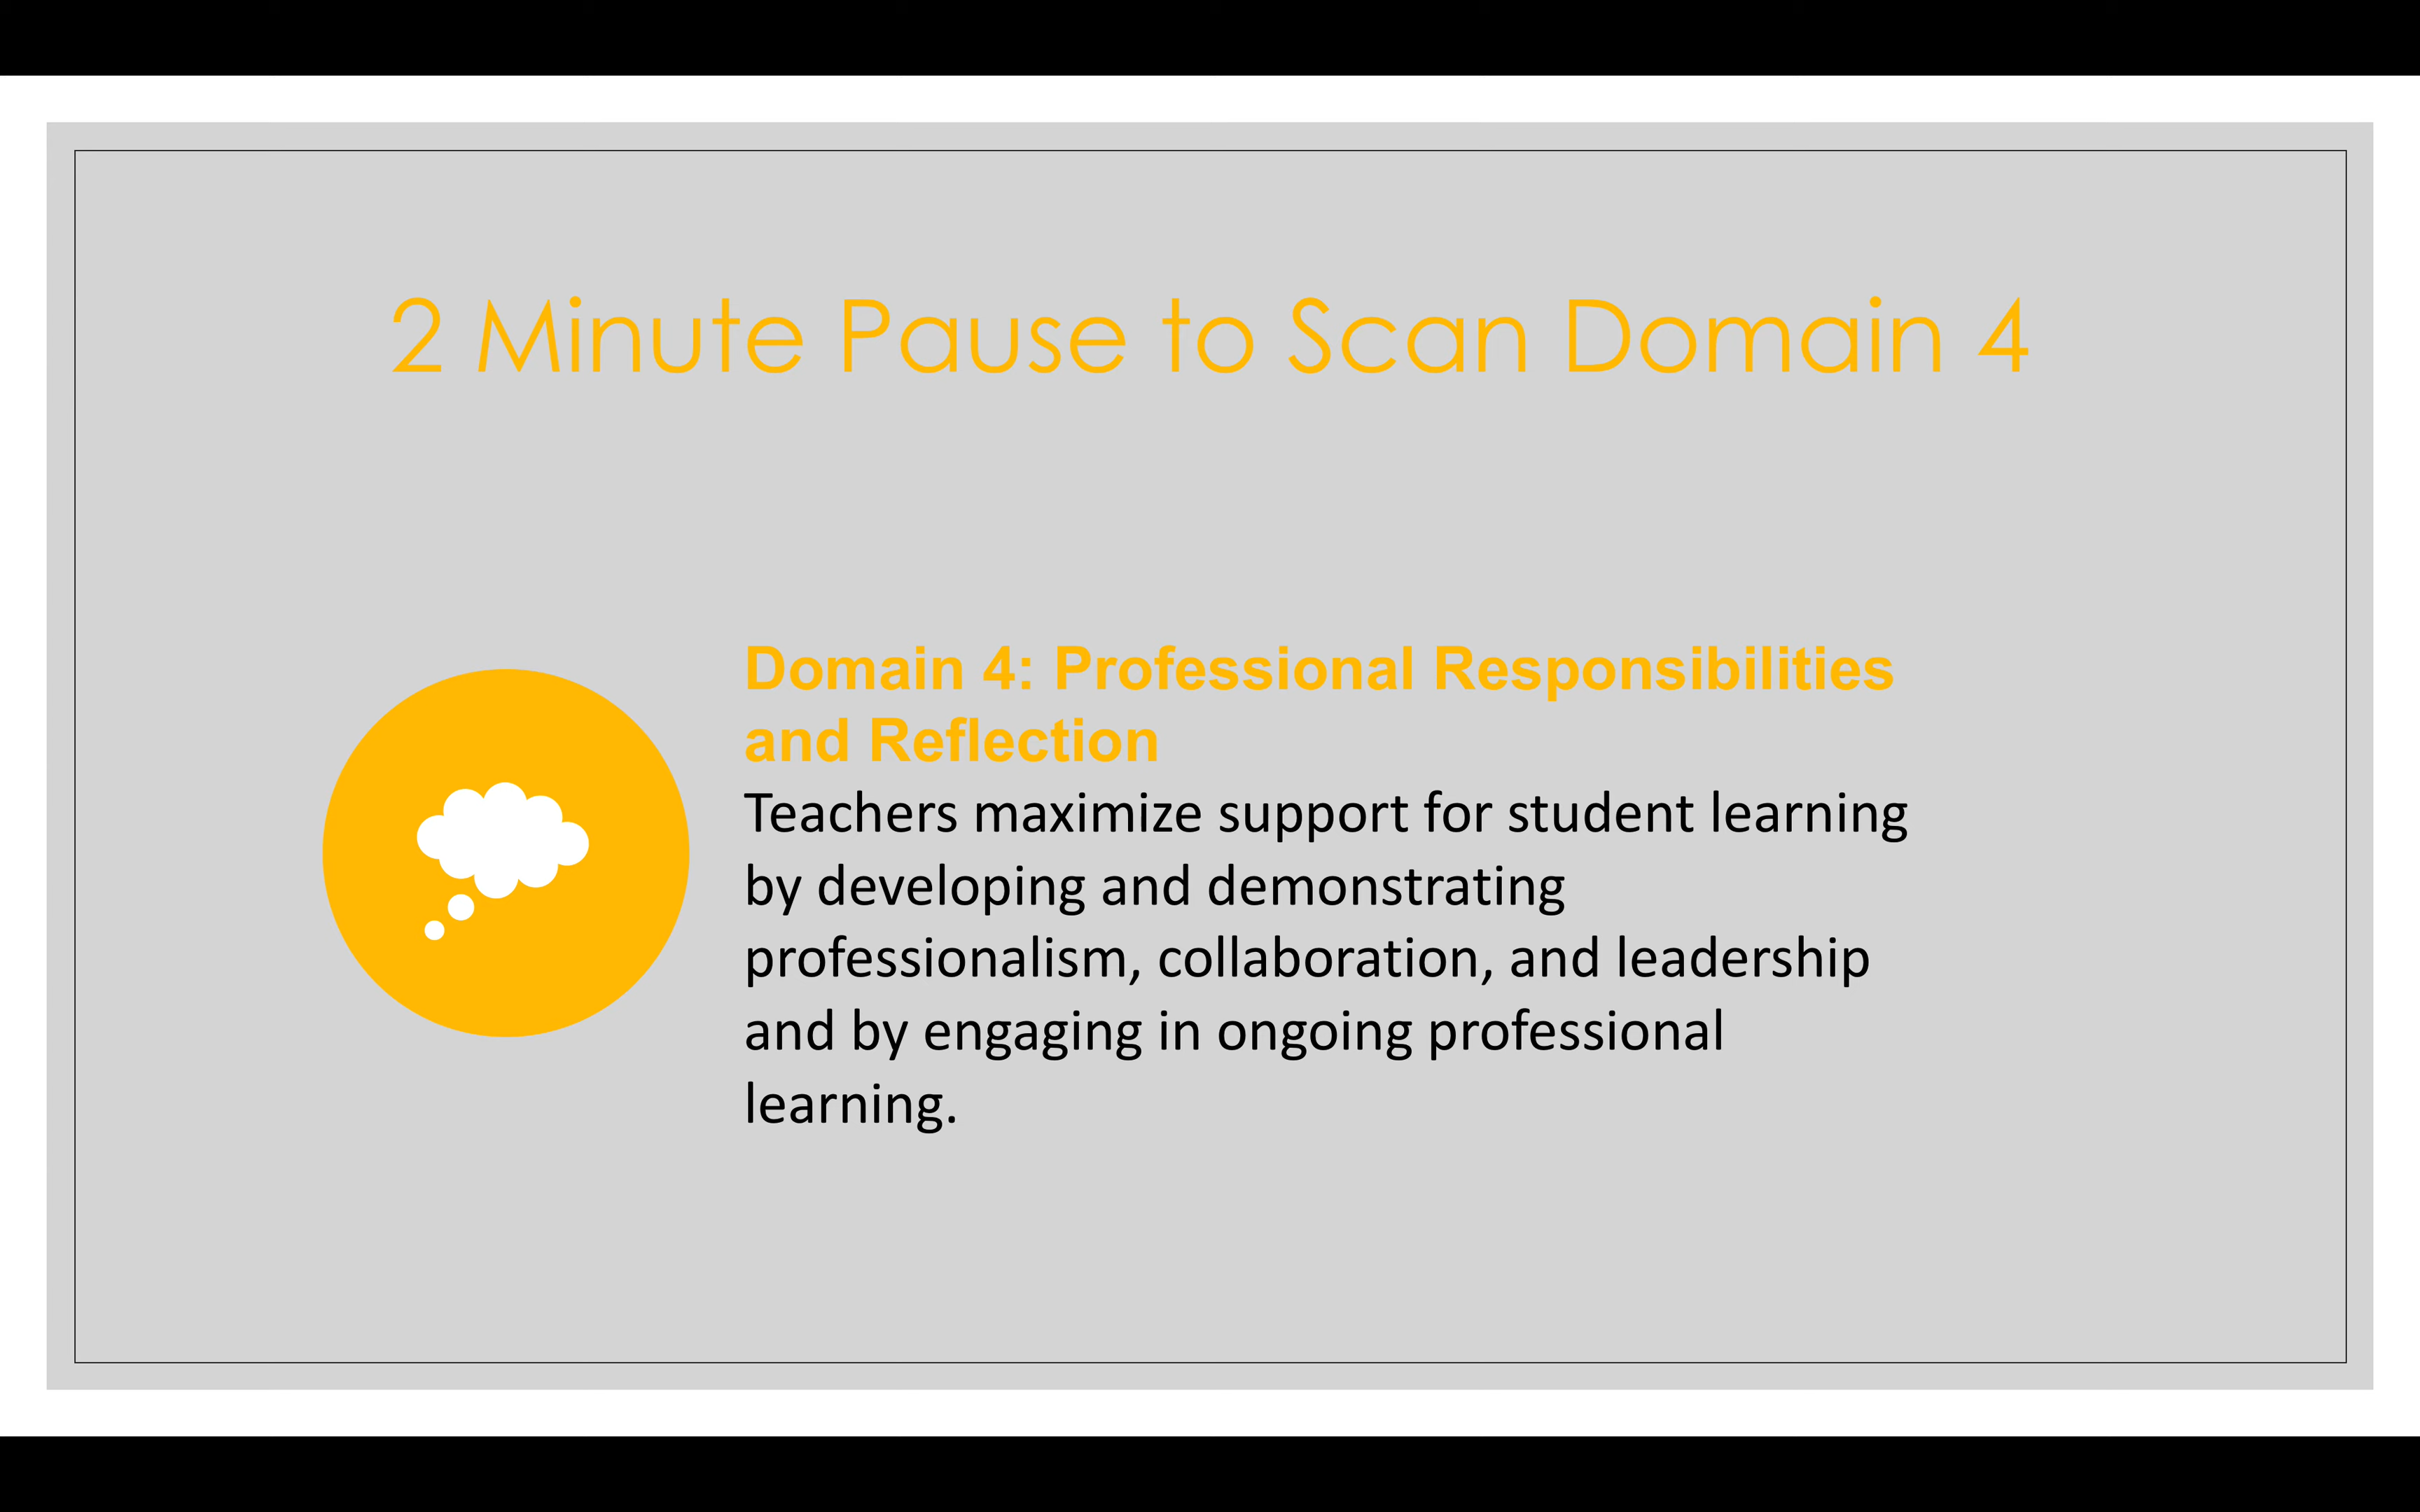 2 Minute Pause to Scan Domain 4
Domain 4: Professional Responsibilities
and Reflection
Teachers maximize support for student learning
by developing and demonstrating
professionalism, collaboration, and leadership
and by engaging in ongoing professional
learning.